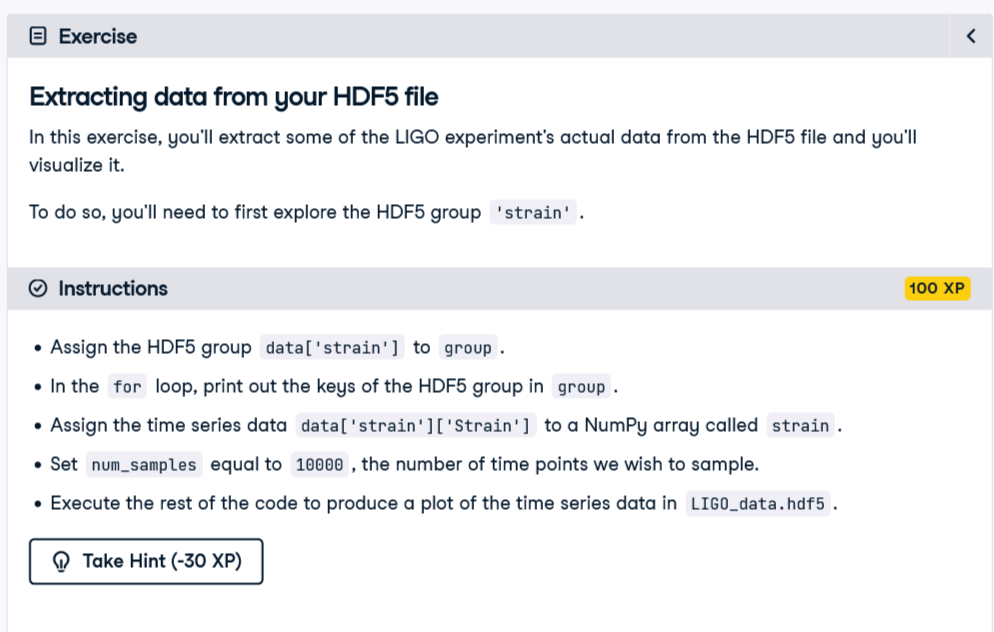 Exercise
Extracting data from your HDF5 file
In this exercise, you'll extract some of the LIGO experiment's actual data from the HDF5 file and you'll
visualize it.
To do so, you'll need to first explore the HDF5 group 'strain'.
Instructions
100 XP
• Assign the HDF5 group data['strain'] to group.
• In the for loop, print out the keys of the HDF5 group in group.
• Assign the time series data data['strain']['Strain'] to a NumPy array called strain.
• Set num_samples equal to 10000, the number of time points we wish to sample.
• Execute the rest of the code to produce a plot of the time series data in LIGO_data.hdf5.
Take Hint (-30 XP)